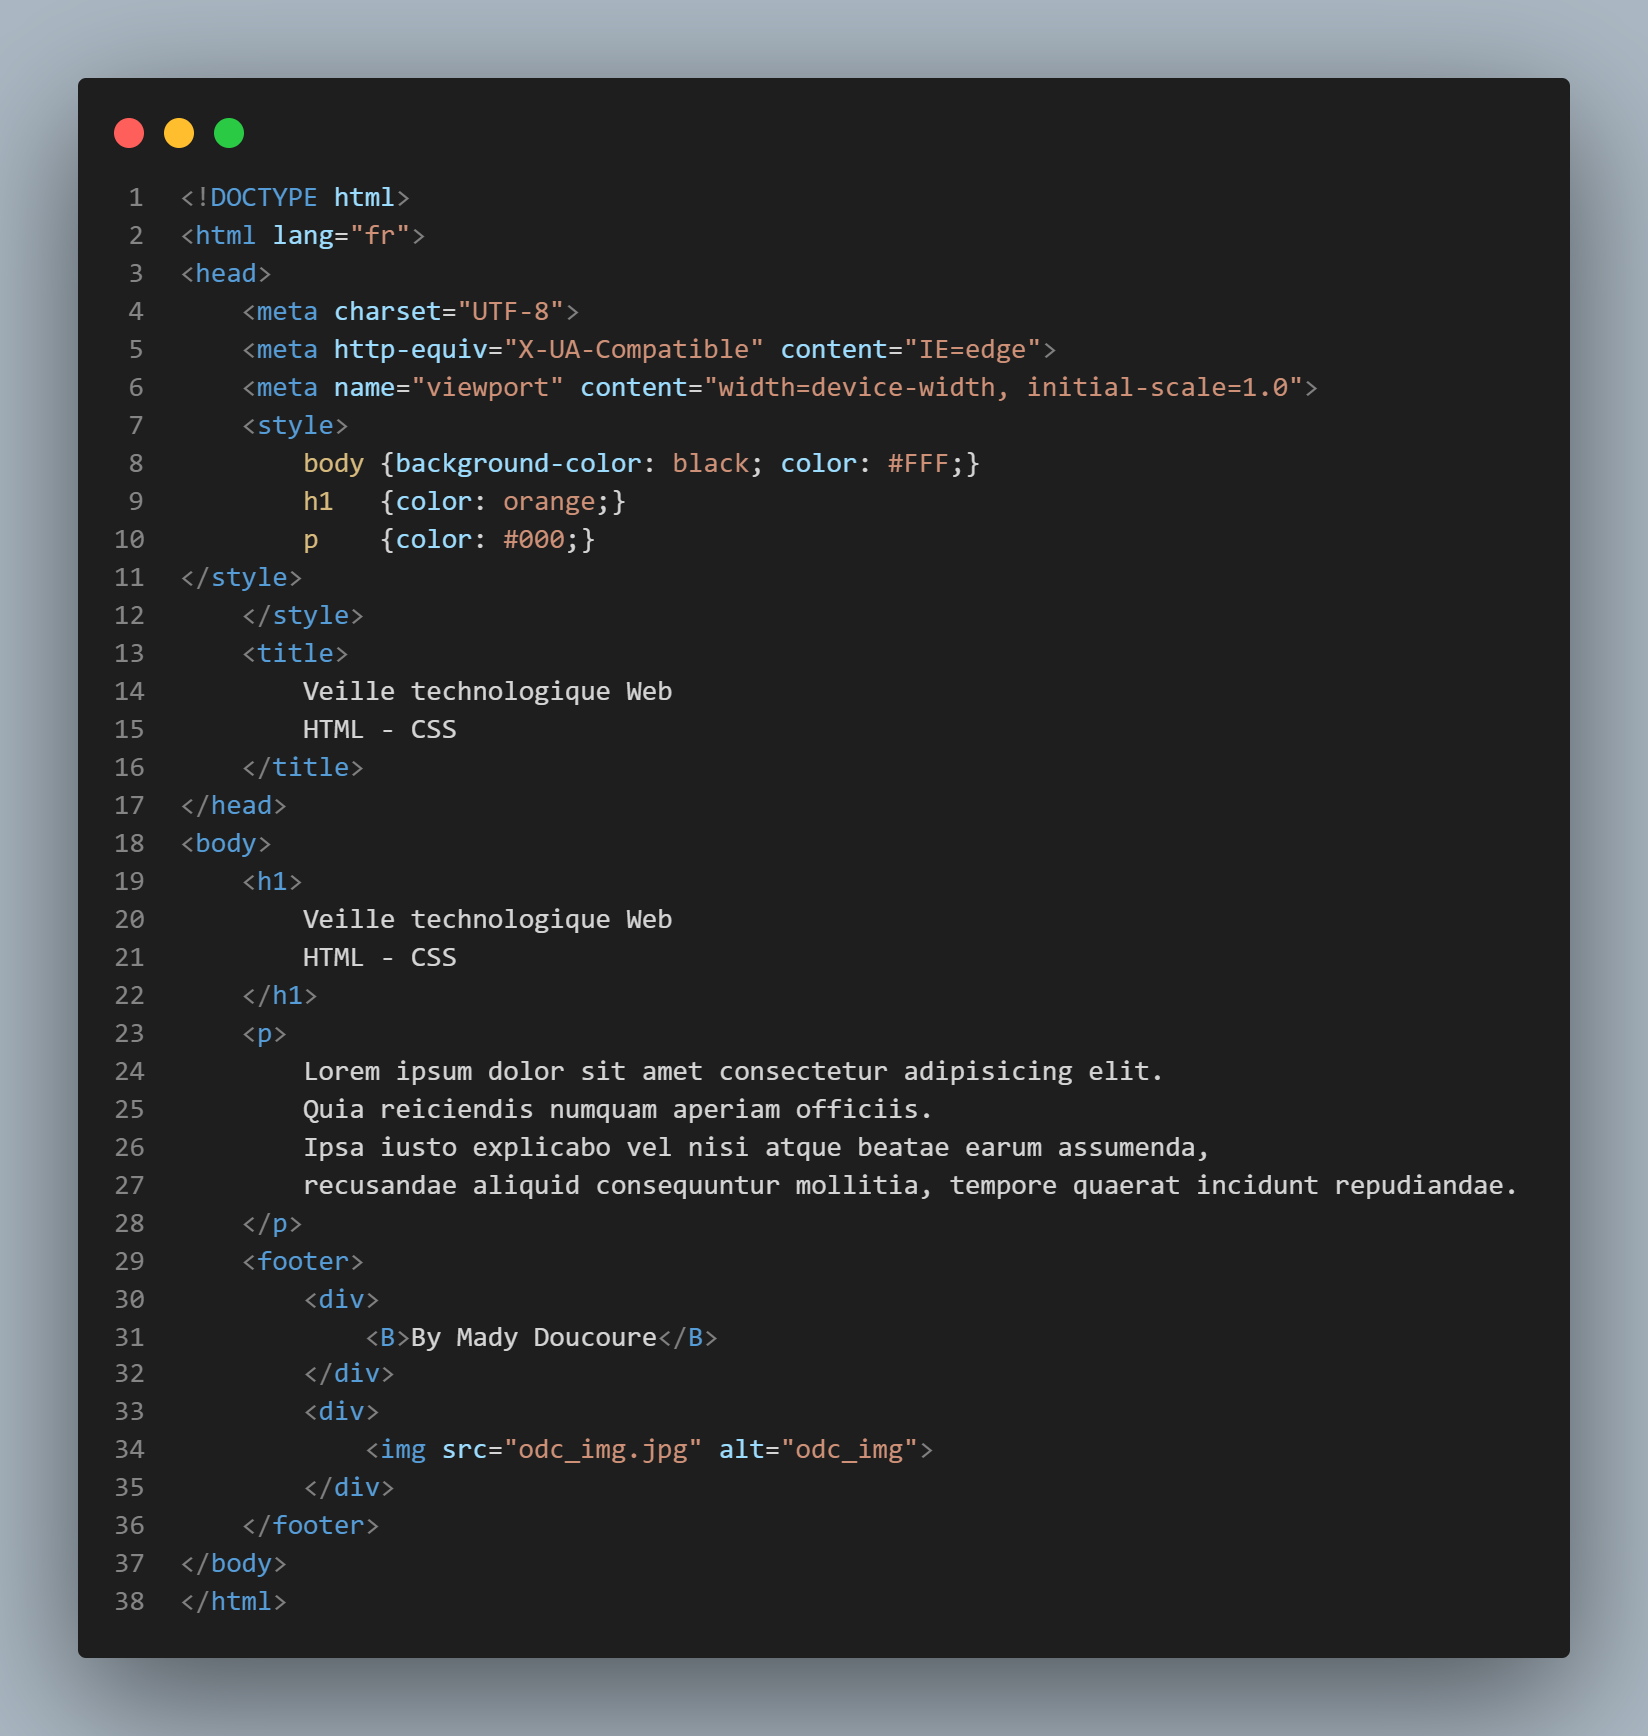 1 <!DOCTYPE html>
2 <html lang="fr">
3 <head>
4     <meta charset="UTF-8">
5     <meta http-equiv="X-UA-Compatible" content="IE=edge">
6     <meta name="viewport" content="width=device-width, initial-scale=1.0">
7     <style>
8         body {background-color: black; color: #FFF;}
9         h1   {color: orange;}
10         p    {color: #000;}
11 </style>
12     </style>
13     <title>
14         Veille technologique Web
15         HTML - CSS
16     </title>
17 </head>
18 <body>
19     <h1>
20         Veille technologique Web
21         HTML - CSS
22     </h1>
23     <p>
24         Lorem ipsum dolor sit amet consectetur adipisicing elit.
25         Quia reiciendis numquam aperiam officiis.
26         Ipsa iusto explicabo vel nisi atque beatae earum assumenda,
27         recusandae aliquid consequuntur mollitia, tempore quaerat incidunt repudiandae.
28     </p>
29     <footer>
30         <div>
31             <B>By Mady Doucoure</B>
32         </div>
33         <div>
34             <img src="odc_img.jpg" alt="odc_img">
35         </div>
36     </footer>
37 </body>
38 </html>